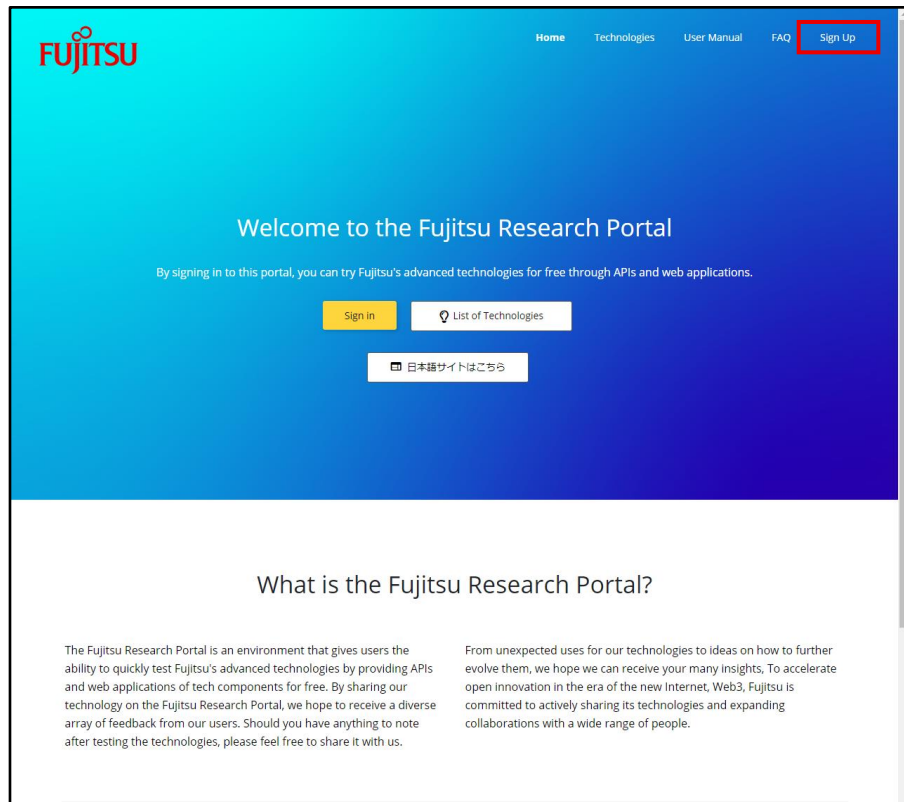 FUJITSU
Home Technologies User Manual FAQ Sign Up
Welcome to the Fujitsu Research Portal
By signing in to this portal, you can try Fujitsu's advanced technologies for free through APIs and web applications.
Sign in
List of Technologies
日本語サイトはこちら
What is the Fujitsu Research Portal?
The Fujitsu Research Portal is an environment that gives users the
ability to quickly test Fujitsu's advanced technologies by providing APIs
and web applications of tech components for free. By sharing our
technology on the Fujitsu Research Portal, we hope to receive a diverse
array of feedback from our users. Should you have anything to note
after testing the technologies, please feel free to share it with us.
From unexpected uses for our technologies to ideas on how to further
evolve them, we hope we can receive your many insights, To accelerate
open innovation in the era of the new Internet, Web3, Fujitsu is
committed to actively sharing its technologies and expanding
collaborations with a wide range of people.